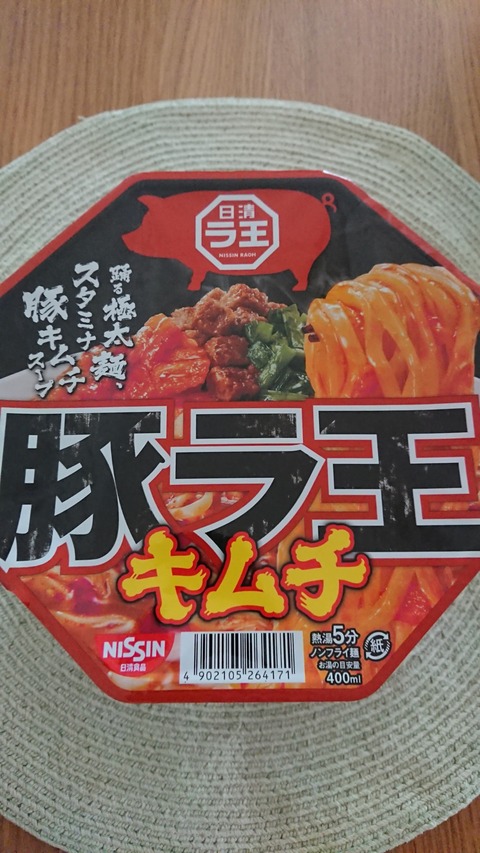 日清
ラ王
NISSIN RAOH
踊る極太麺、
スタミナ
豚キムチ
スープ
豚ラ王
キムチ
NISSIN
日清食品
4 902105 264171
熱湯5分
ノンフライ麺
お湯の目安量
400ml
紙